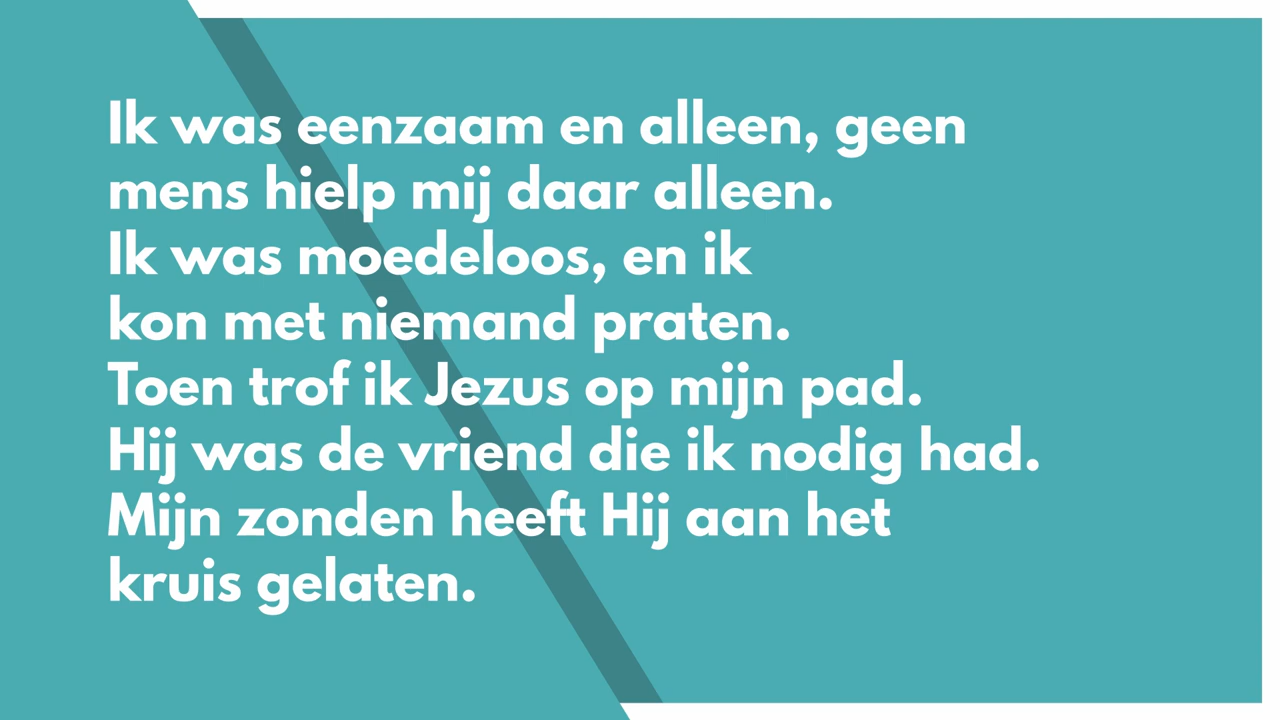 Ik was eenzaam en alleen, geen
mens hielp mij daar alleen.
Ik was moedeloos, en ik
kon met niemand praten.
Toen trof ik Jezus op mijn pad.
Hij was de vriend die ik nodig had.
Mijn zonden heeft Hij aan het
kruis gelaten.